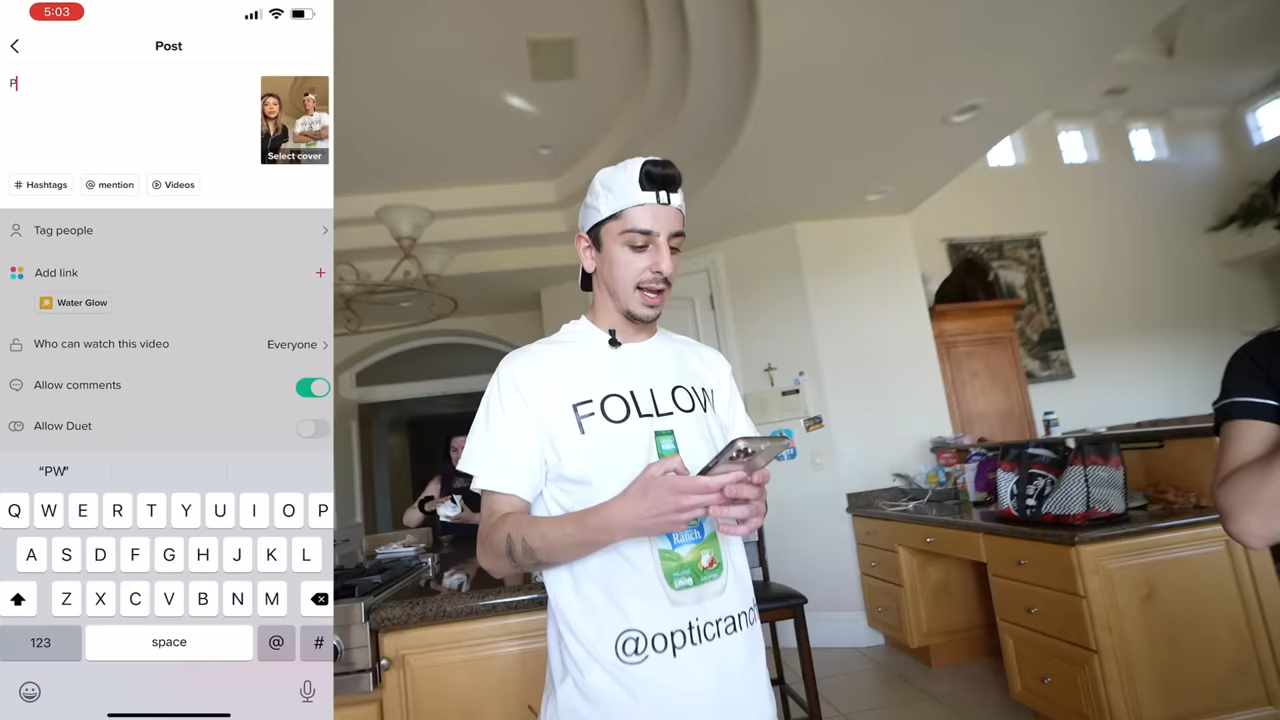 5:03
Post
P
Select cover
# Hashtags
@ mention
Videos
Tag people
Add link
Water Glow
Who can watch this video
Everyone
Allow comments
Allow Duet
“PW”
Q W E R T Y U I O P
A S D F G H J K L
Z X C V B N M
123
space
@
#
FOLLOW
Ranch
@opticranch